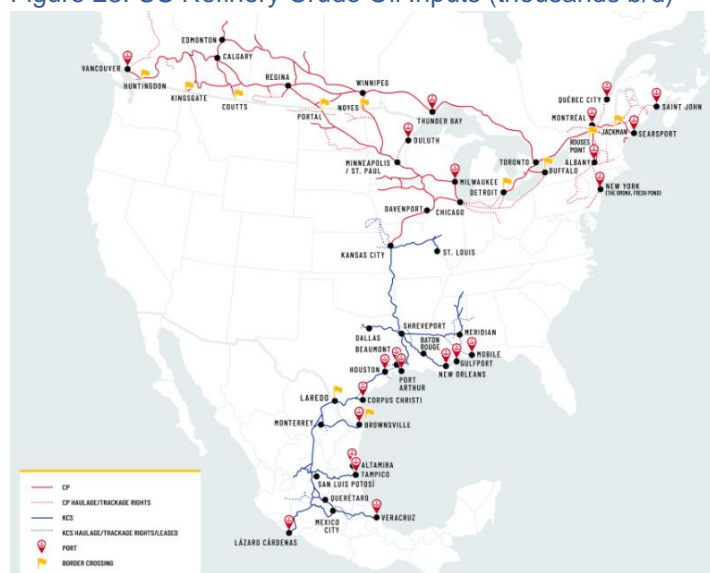 Figure 23: US Refinery Crude Oil Inputs (thousands b/d)
EDMONTON
CALGARY
VANCOUVER
HUNTINGDON
KINGSGATE
COUTTS
REGINA
WINNIPEG
PORTAL
NOYES
THUNDER BAY
DULUTH
MINNEAPOLIS
/ ST. PAUL
MILWAUKEE
DETROIT
TORONTO
BUFFALO
QUÉBEC CITY
MONTRÉAL
SAINT JOHN
JACKMAN
SEARSPORT
ROUSES
POINT
ALBANY
NEW YORK
(THE BRONX, FRESH POND)
DAVENPORT
CHICAGO
KANSAS CITY
ST. LOUIS
SHREVEPORT
MERIDIAN
DALLAS
BATON
ROUGE
BEAUMONT
MOBILE
HOUSTON
GULFPORT
PORT
ARTHUR
NEW ORLEANS
LAREDO
CORPUS CHRISTI
MONTERREY
BROWNSVILLE
ALTAMIRA
TAMPICO
SAN LUIS POTOSÍ
QUERÉTARO
MEXICO
CITY
VERACRUZ
LÁZARO CÁRDENAS
CP
CP HAULAGE/TRACKAGE RIGHTS
KCS
KCS HAULAGE/TRACKAGE RIGHTS/LEASED
PORT
BORDER CROSSING